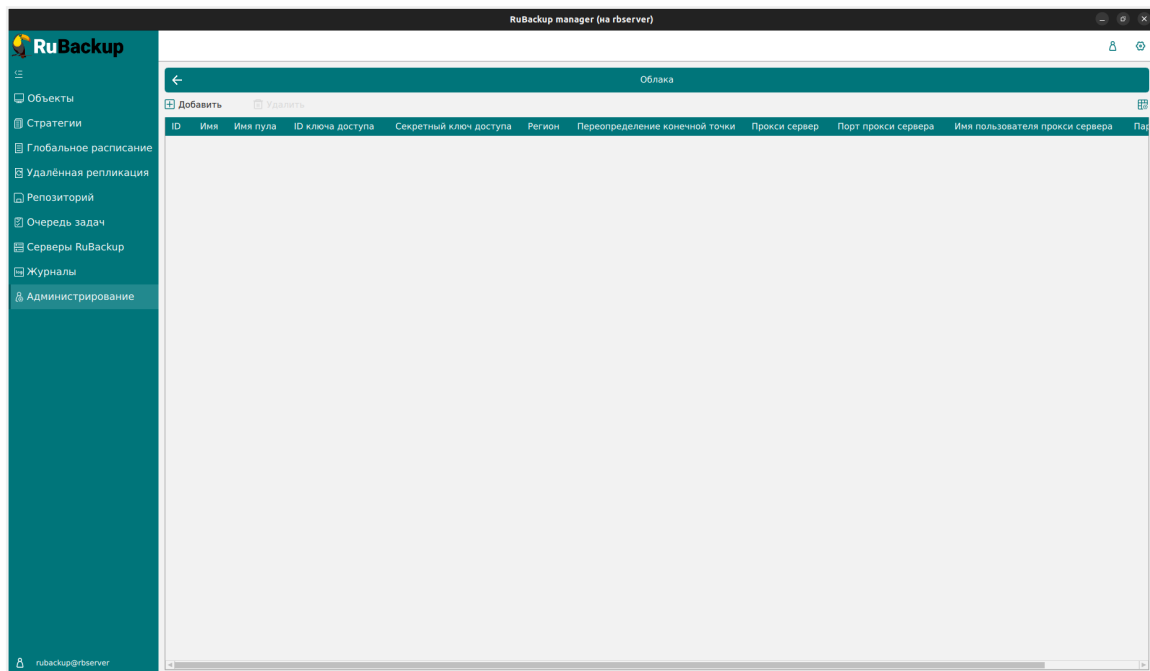 RuBackup manager (на rbserver)
RuBackup
Облака
Объекты
Стратегии
Глобальное расписание
Удалённая репликация
Репозиторий
Очередь задач
Серверы RuBackup
Журналы
Администрирование
Добавить Удалить
ID Имя Имя пула ID ключа доступа Секретный ключ доступа Регион Переопределение конечной точки Прокси сервер Порт прокси сервера Имя пользователя прокси сервера Пар
rubackup@rbserver